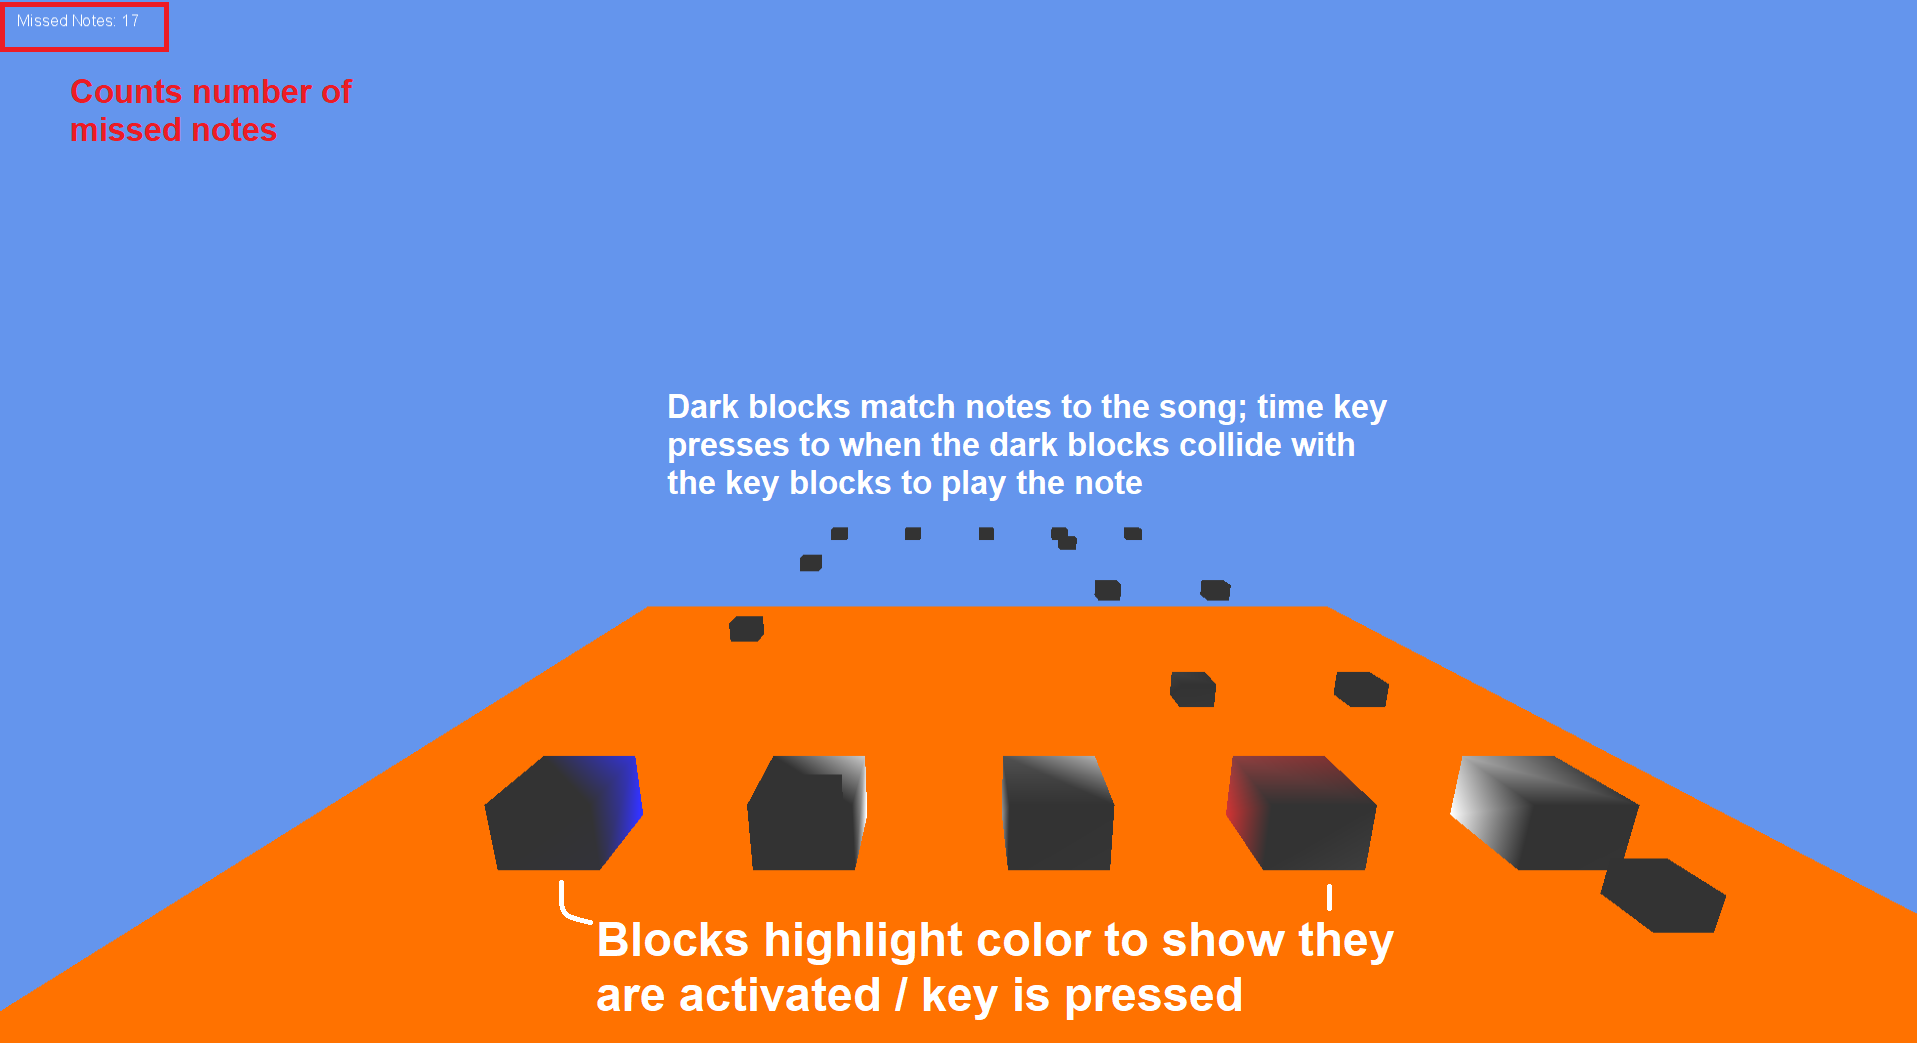 Missed Notes: 17
Counts number of
missed notes
Dark blocks match notes to the song; time key
presses to when the dark blocks collide with
the key blocks to play the note
Blocks highlight color to show they
are activated / key is pressed